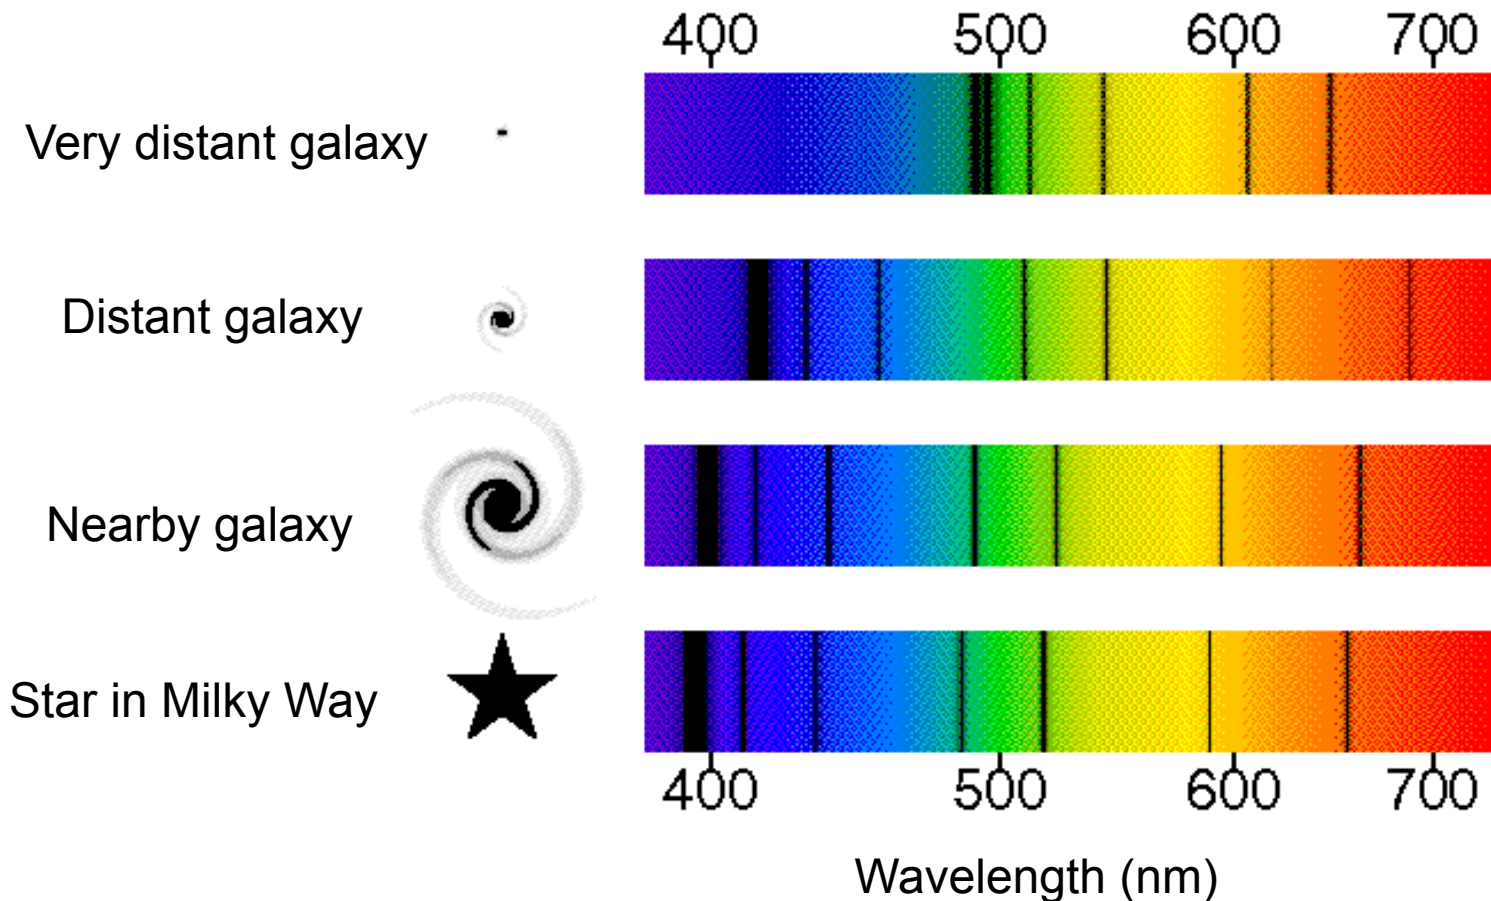 400 500 600 700
Very distant galaxy
Distant galaxy
Nearby galaxy
Star in Milky Way
400 500 600 700
Wavelength (nm)